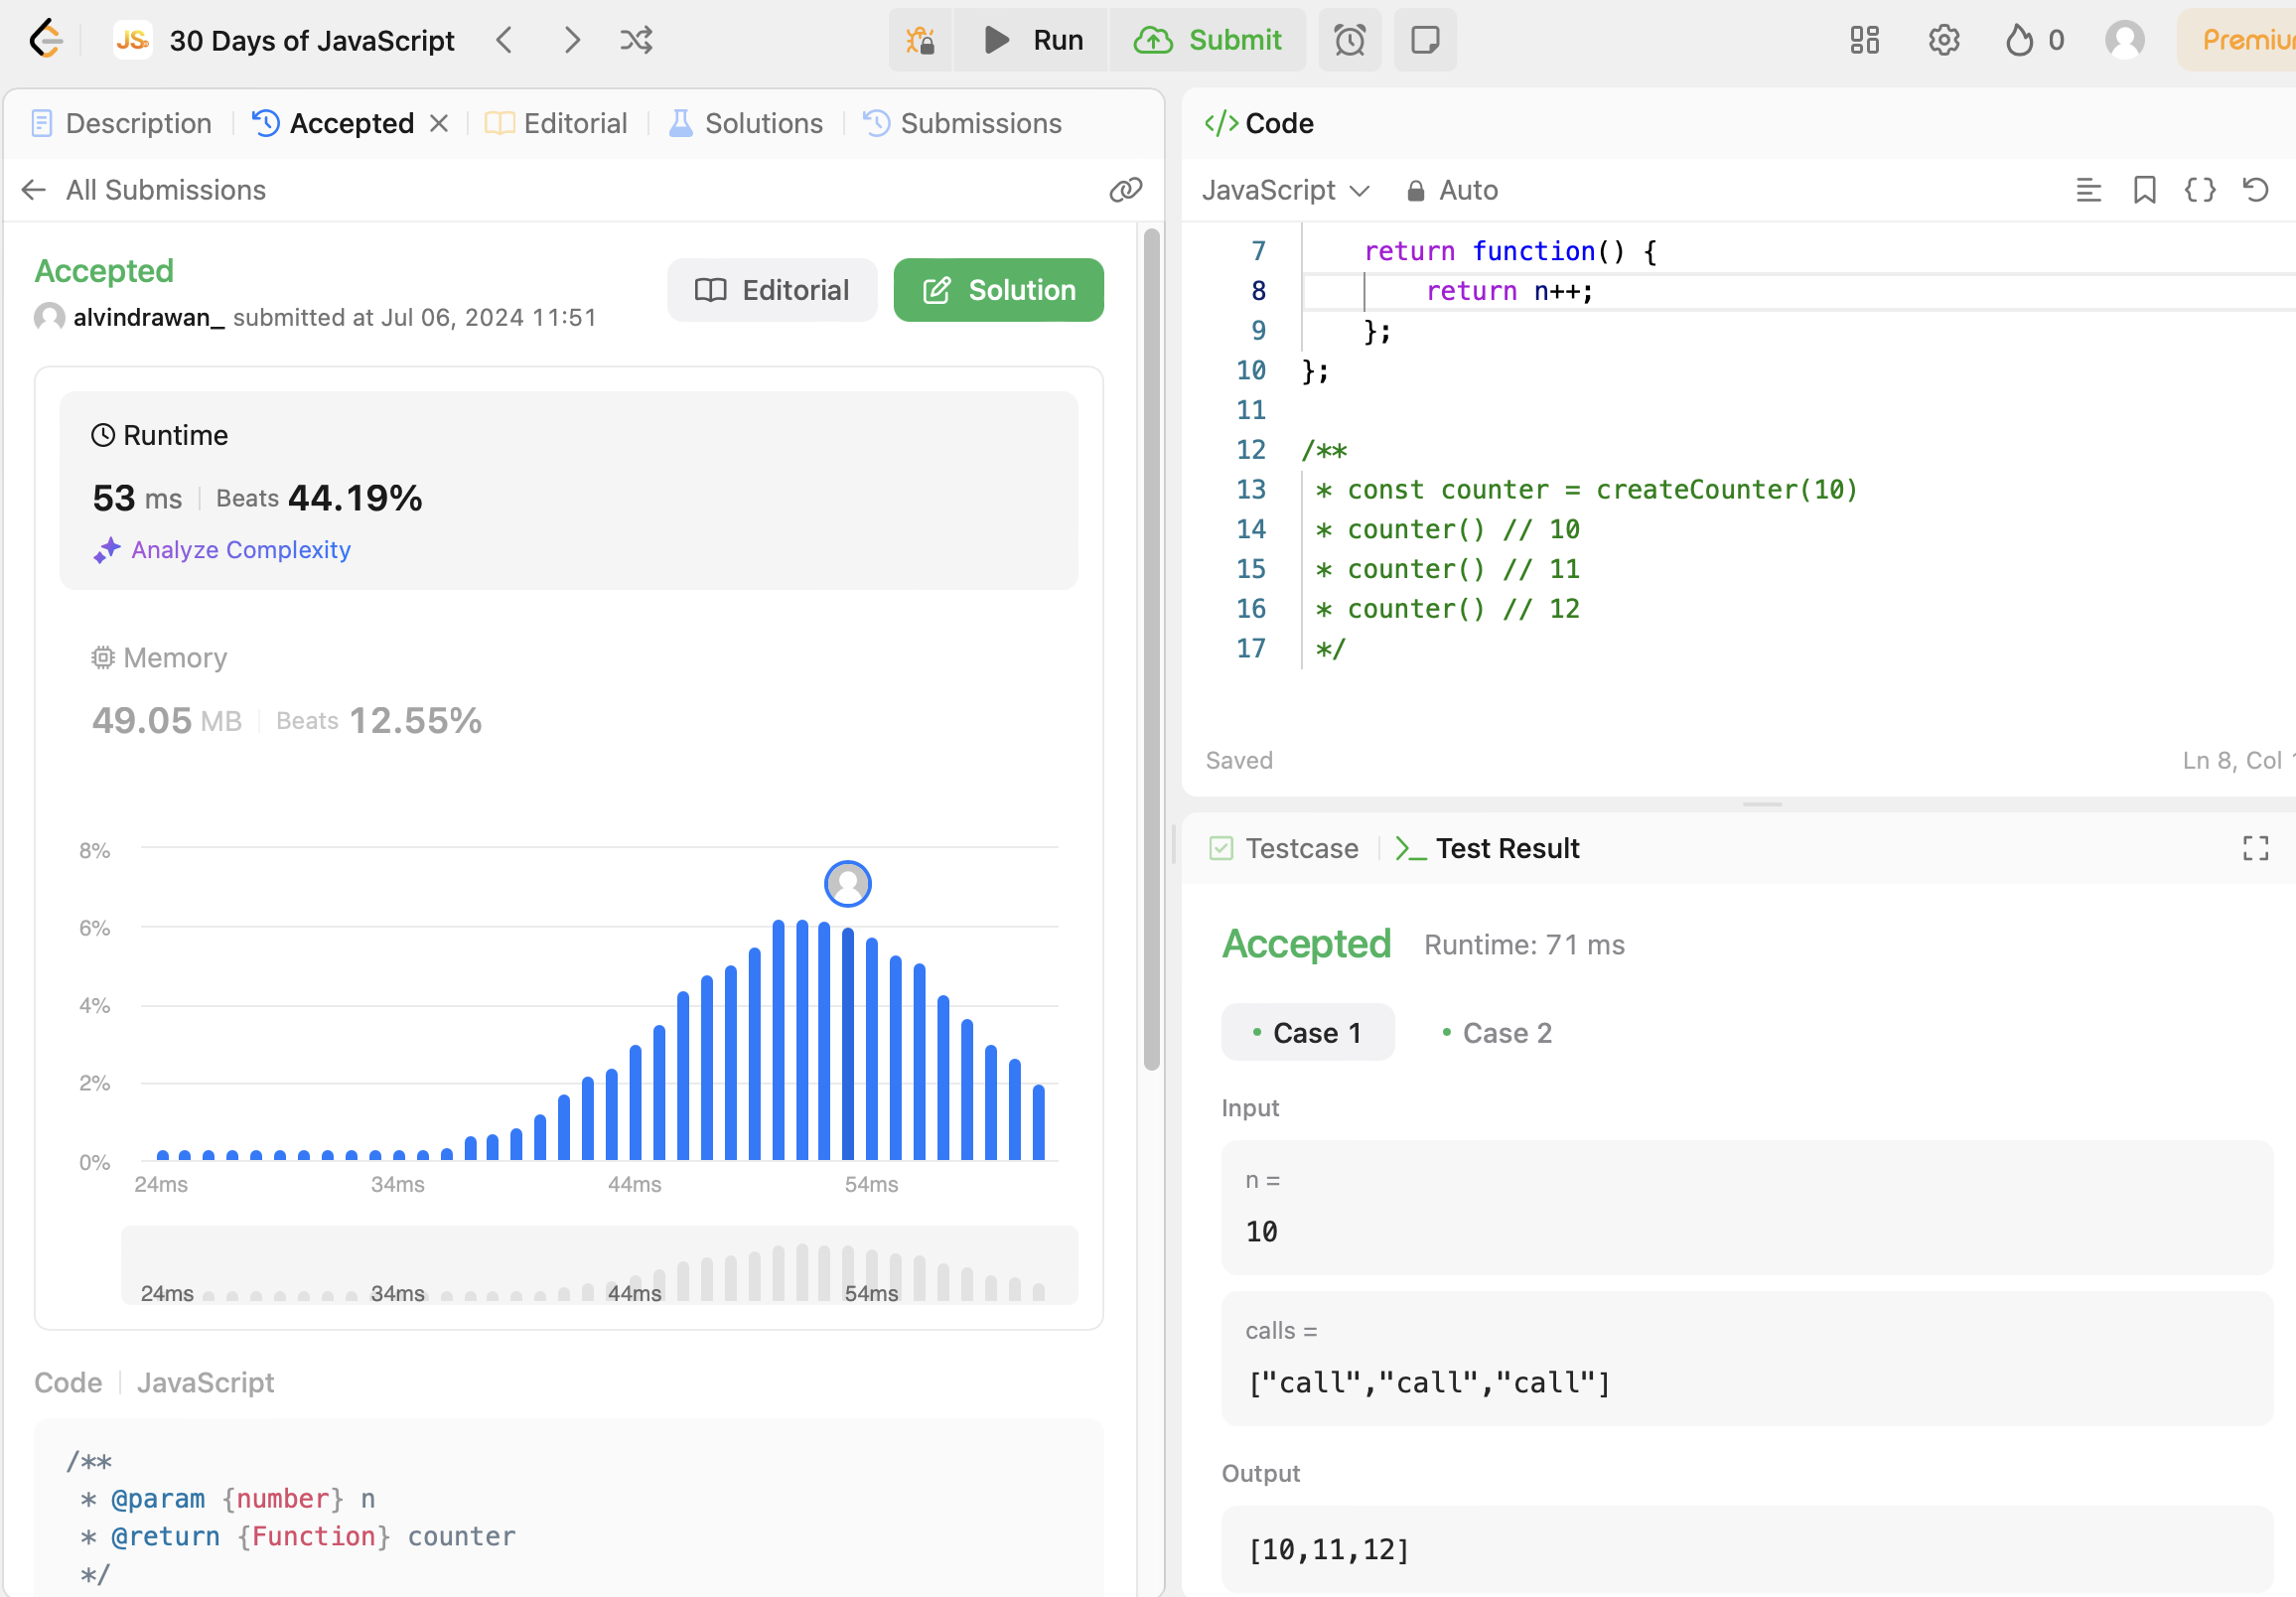 JS 30 Days of JavaScript
Run
Submit
0
Premiu
Description
Accepted
Editorial
Solutions
Submissions
All Submissions
Accepted
alvindrawan_ submitted at Jul 06, 2024 11:51
Editorial
Solution
Runtime
53 ms | Beats 44.19%
Analyze Complexity
Memory
49.05 MB | Beats 12.55%
8%
6%
4%
2%
0%
24ms 34ms 44ms 54ms
24ms 34ms 44ms 54ms
Code | JavaScript
/**
 * @param {number} n
 * @return {Function} counter
 */
</> Code
JavaScript
Auto
7     return function() {
8         return n++;
9     };
10 };
11
12 /**
13  * const counter = createCounter(10)
14  * counter() // 10
15  * counter() // 11
16  * counter() // 12
17  */
Saved
Ln 8, Col
Testcase
Test Result
Accepted Runtime: 71 ms
Case 1
Case 2
Input
n =
10
calls =
["call","call","call"]
Output
[10,11,12]